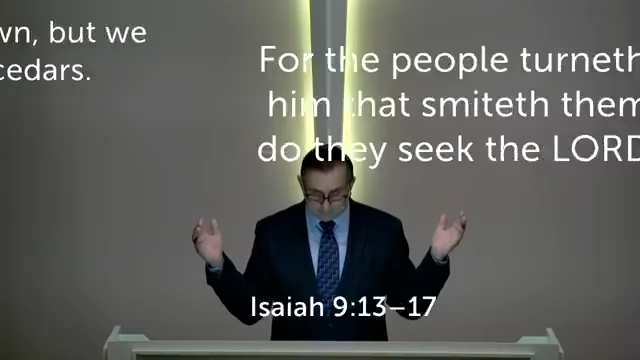 wn, but we
cedars.
For the people turneth
him that smiteth them
do they seek the LORD
Isaiah 9:13–17